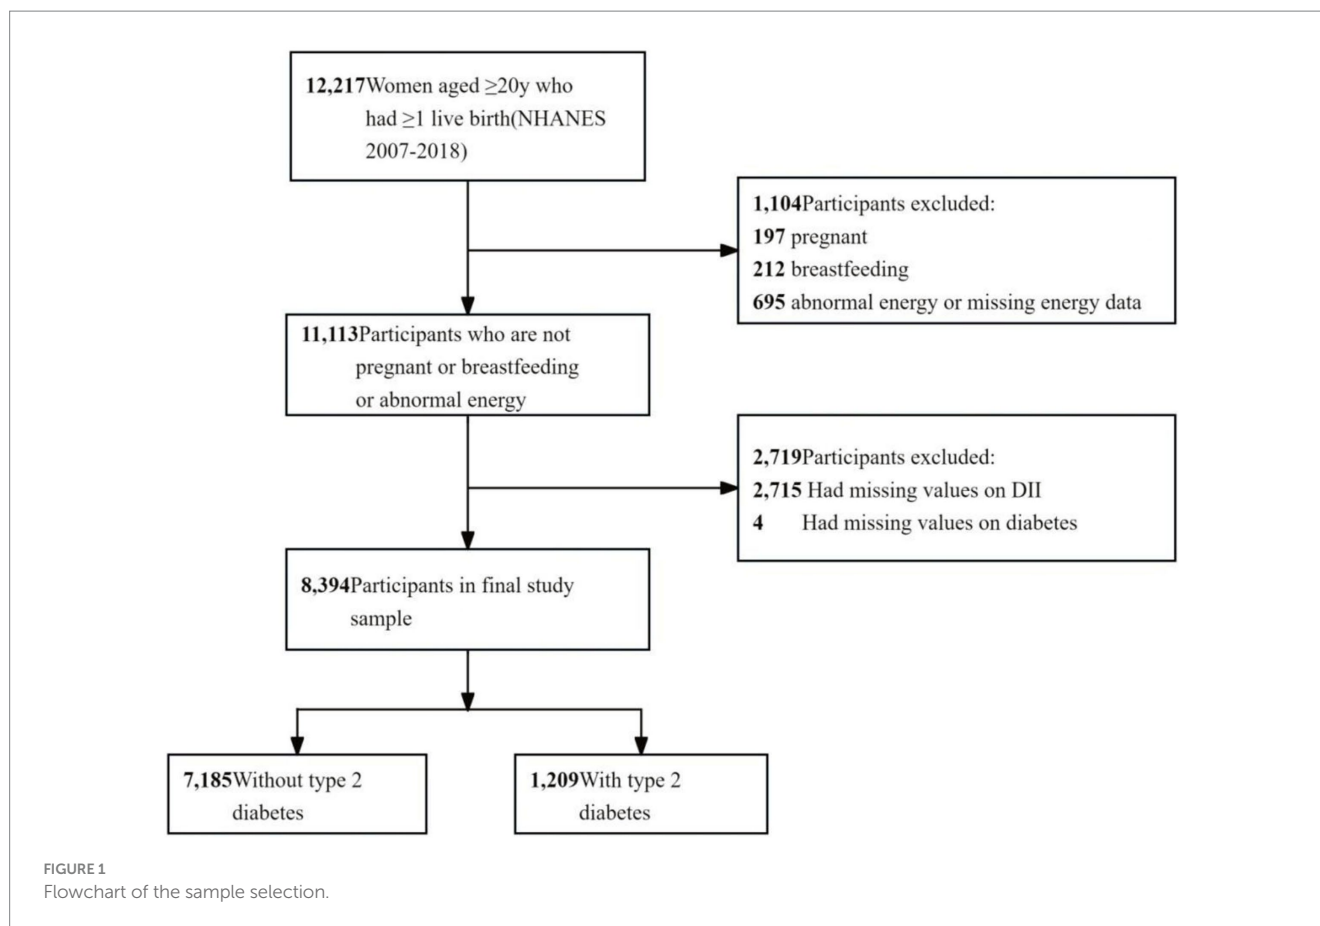 12,217Women aged ≥20y who
had ≥1 live birth(NHANES
2007-2018)
1,104Participants excluded:
197 pregnant
212 breastfeeding
695 abnormal energy or missing energy data
11,113Participants who are not
pregnant or breastfeeding
or abnormal energy
2,719Participants excluded:
2,715 Had missing values on DII
4 Had missing values on diabetes
8,394Participants in final study
sample
7,185Without type 2
diabetes
1,209With type 2
diabetes
FIGURE 1
Flowchart of the sample selection.